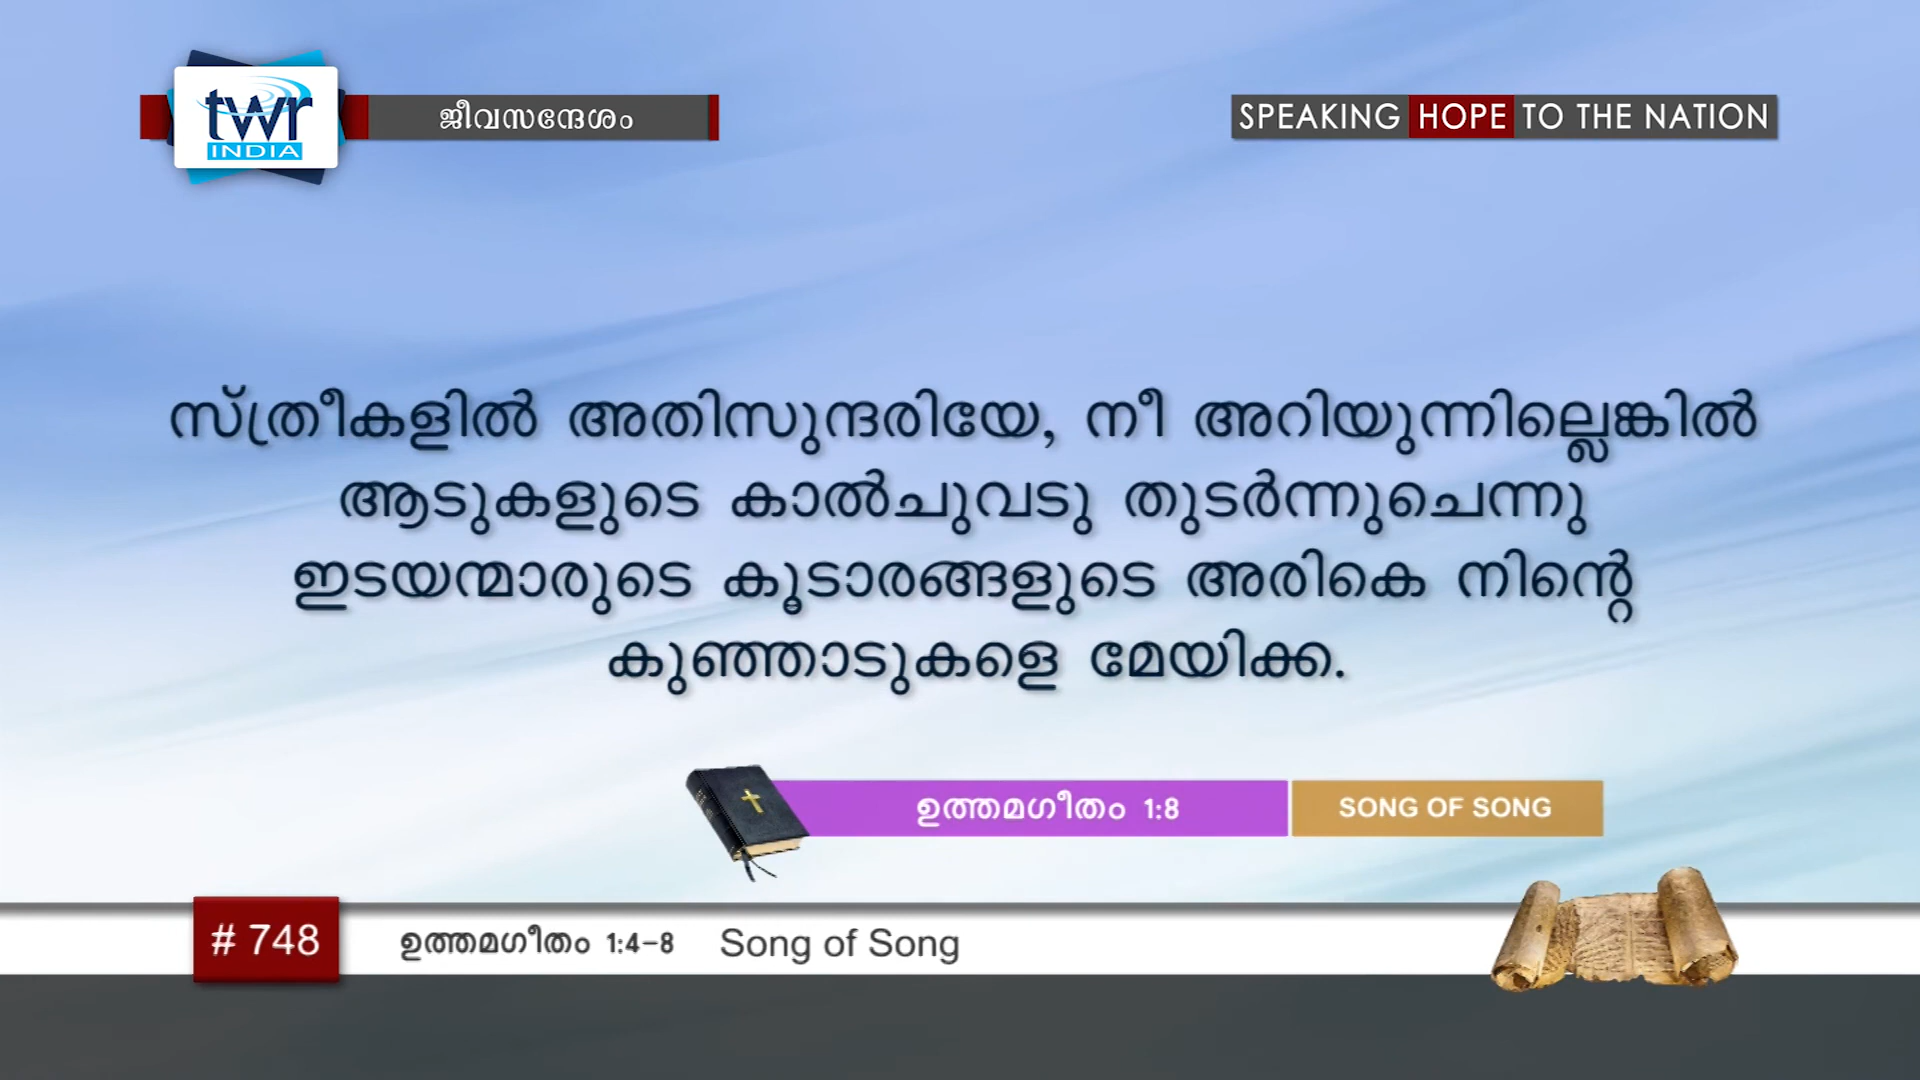 twr
INDIA
ജീവസന്ദേശം
SPEAKING HOPE TO THE NATION
സ്ത്രീകളിൽ അതിസുന്ദരിയേ, നീ അറിയുന്നില്ലെങ്കിൽ
ആടുകളുടെ കാൽചുവടു തുടർന്നുചെന്നു
ഇടയന്മാരുടെ കൂടാരങ്ങളുടെ അരികെ നിന്റെ
കുഞ്ഞാടുകളെ മേയിക്ക.
ഉത്തമഗീതം 1:8 SONG OF SONG
# 748 ഉത്തമഗീതം 1:4-8 Song of Song